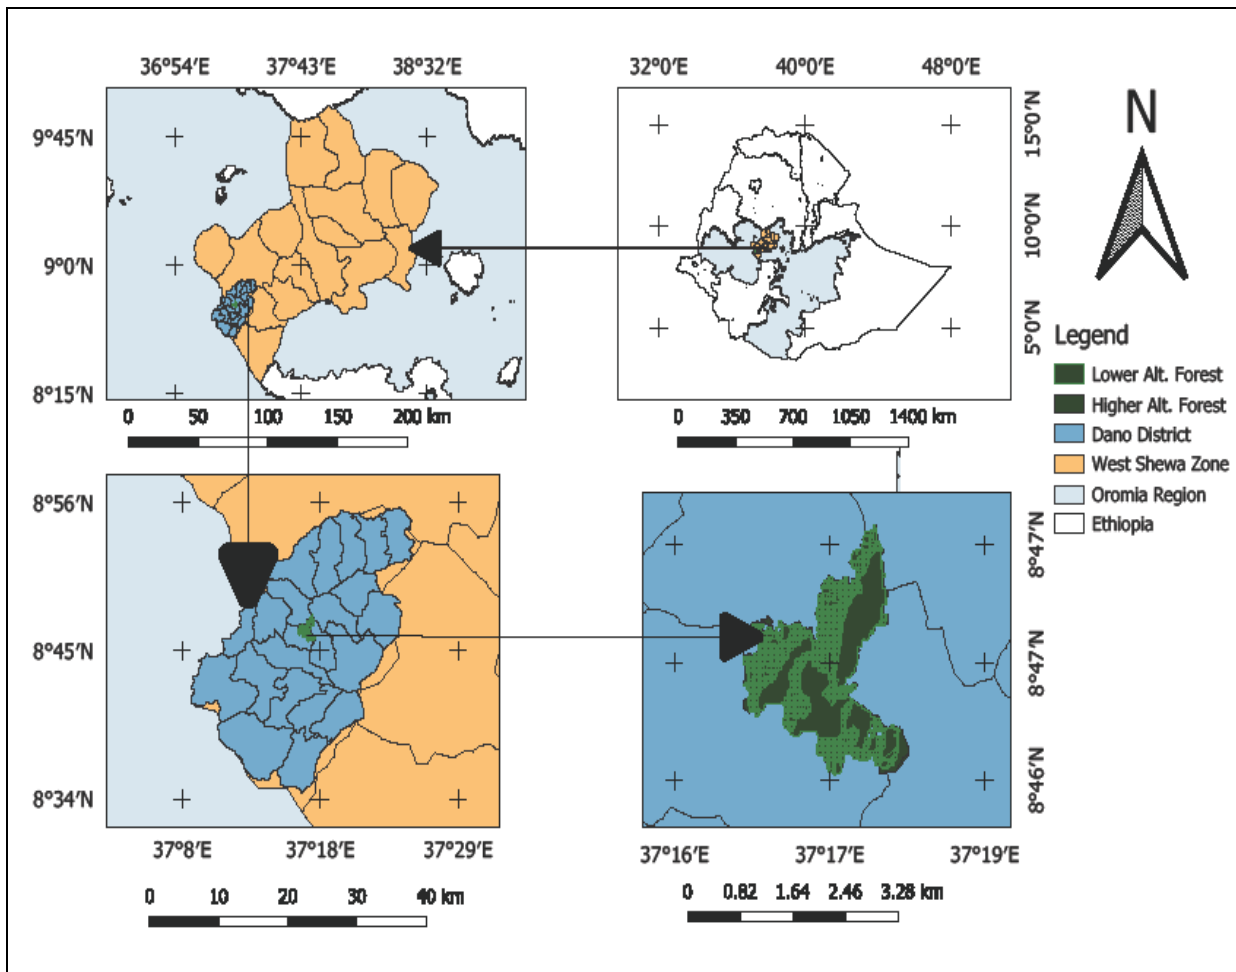 36°54′E 37°43′E 38°32′E
9°45′N
9°0′N
8°15′N
0 50 100 150 200 km
32°0′E 40°0′E 48°0′E
15°0′N
10°0′N
5°0′N
0 350 700 1050 1400 km
N
Legend
Lower Alt. Forest
Higher Alt. Forest
Dano District
West Shewa Zone
Oromia Region
Ethiopia
8°56′N
8°45′N
8°34′N
37°8′E 37°18′E 37°29′E
0 10 20 30 40 km
8°47′N
8°47′N
8°46′N
37°16′E 37°17′E 37°19′E
0 0.82 1.64 2.46 3.28 km